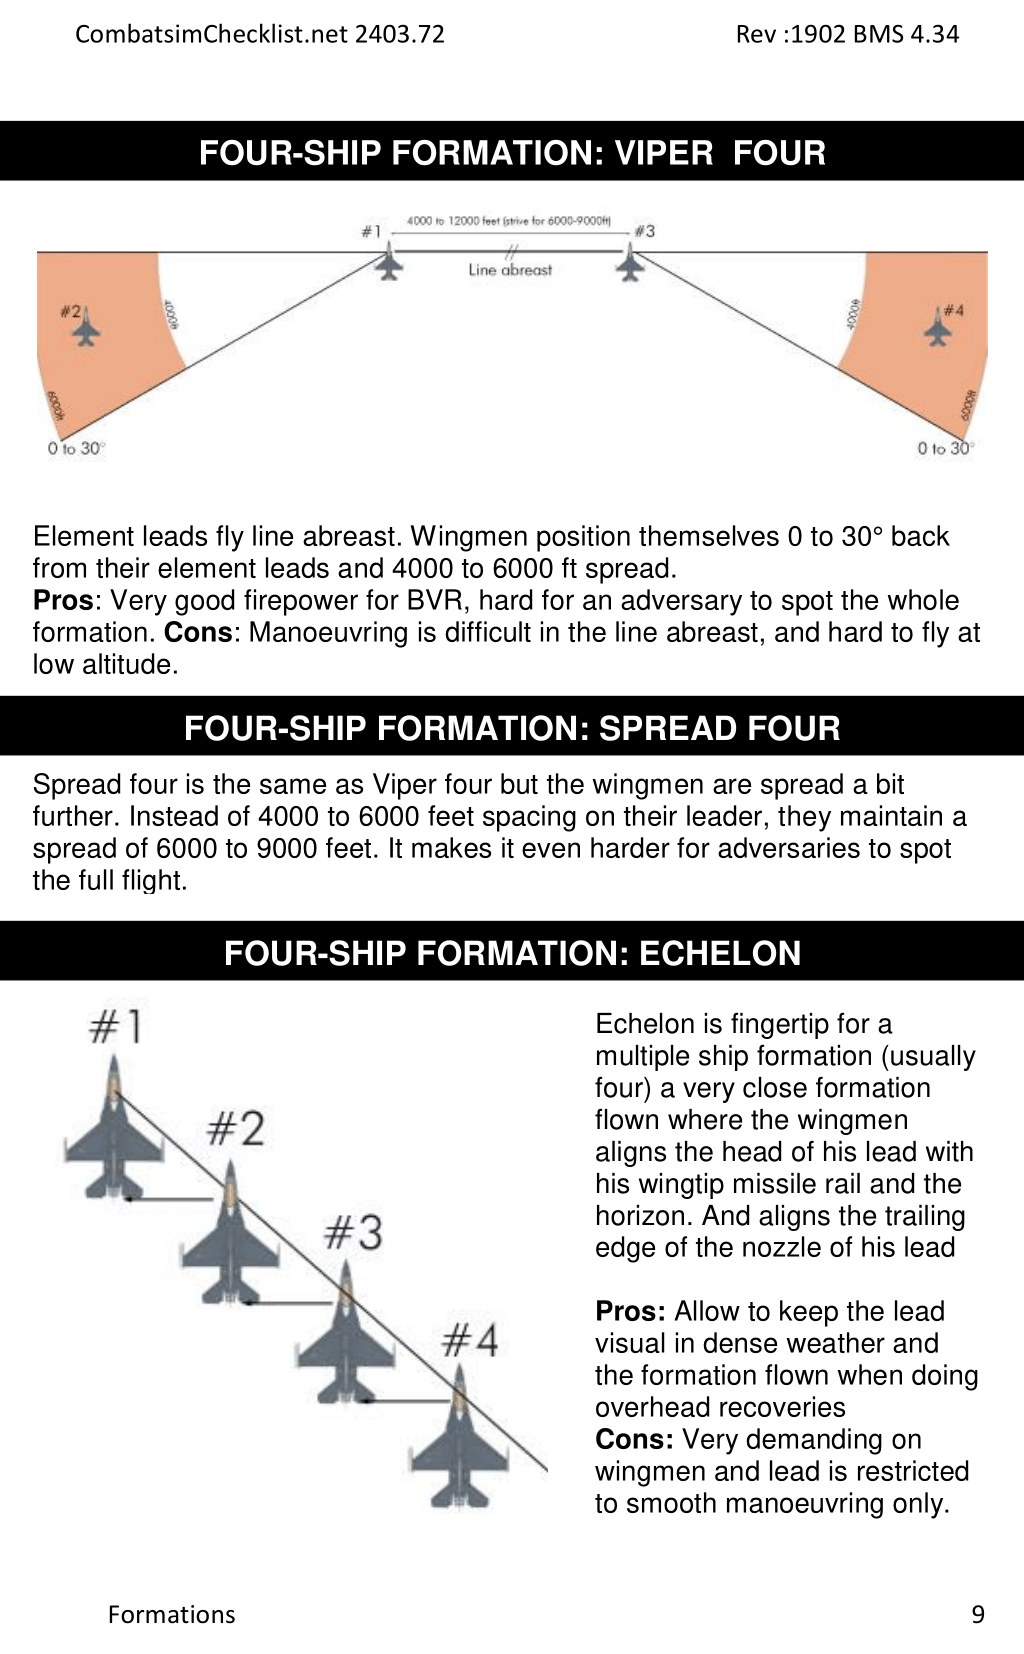 CombatsimChecklist.net 2403.72 Rev :1902 BMS 4.34
FOUR-SHIP FORMATION: VIPER  FOUR
4000 to 12000 feet (strive for 6000-9000ft)
#1 #3
Line abreast
#2 4000ft 4000ft #4
6000ft 6000ft
0 to 30° 0 to 30°
Element leads fly line abreast. Wingmen position themselves 0 to 30° back
from their element leads and 4000 to 6000 ft spread.
Pros: Very good firepower for BVR, hard for an adversary to spot the whole
formation. Cons: Manoeuvring is difficult in the line abreast, and hard to fly at
low altitude.
FOUR-SHIP FORMATION: SPREAD FOUR
Spread four is the same as Viper four but the wingmen are spread a bit
further. Instead of 4000 to 6000 feet spacing on their leader, they maintain a
spread of 6000 to 9000 feet. It makes it even harder for adversaries to spot
the full flight.
FOUR-SHIP FORMATION: ECHELON
#1
#2
#3
#4
Echelon is fingertip for a
multiple ship formation (usually
four) a very close formation
flown where the wingmen
aligns the head of his lead with
his wingtip missile rail and the
horizon. And aligns the trailing
edge of the nozzle of his lead
Pros: Allow to keep the lead
visual in dense weather and
the formation flown when doing
overhead recoveries
Cons: Very demanding on
wingmen and lead is restricted
to smooth manoeuvring only.
Formations 9